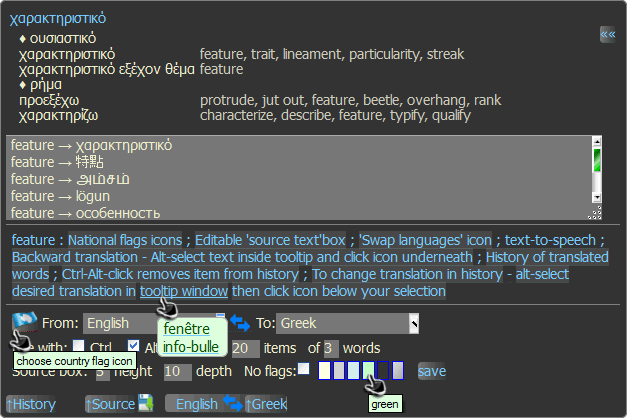 χαρακτηριστικό
««
♦ ουσιαστικό
χαρακτηριστικό feature, trait, lineament, particularity, streak
χαρακτηριστικό εξέχον θέμα feature
♦ ρήμα
προεξέχω protrude, jut out, feature, beetle, overhang, rank
χαρακτηρίζω characterize, describe, feature, typify, qualify
feature → χαρακτηριστικό
feature → 特點
feature → அம்சம்
feature → lögun
feature → особенность
feature : National flags icons ; Editable 'source text'box ; 'Swap languages' icon ; text-to-speech ;
Backward translation - Alt-select text inside tooltip and click icon underneath ; History of translated
words ; Ctrl-Alt-click removes item from history ; To change translation in history - alt-select
desired translation in tooltip window then click icon below your selection
From: English To: Greek
fenêtre
info-bulle
with: Ctrl Alt 20 items of 3 words
choose country flag icon
Source box: 5 height 10 depth No flags: save
green
↑History ↑Source English ↑Greek